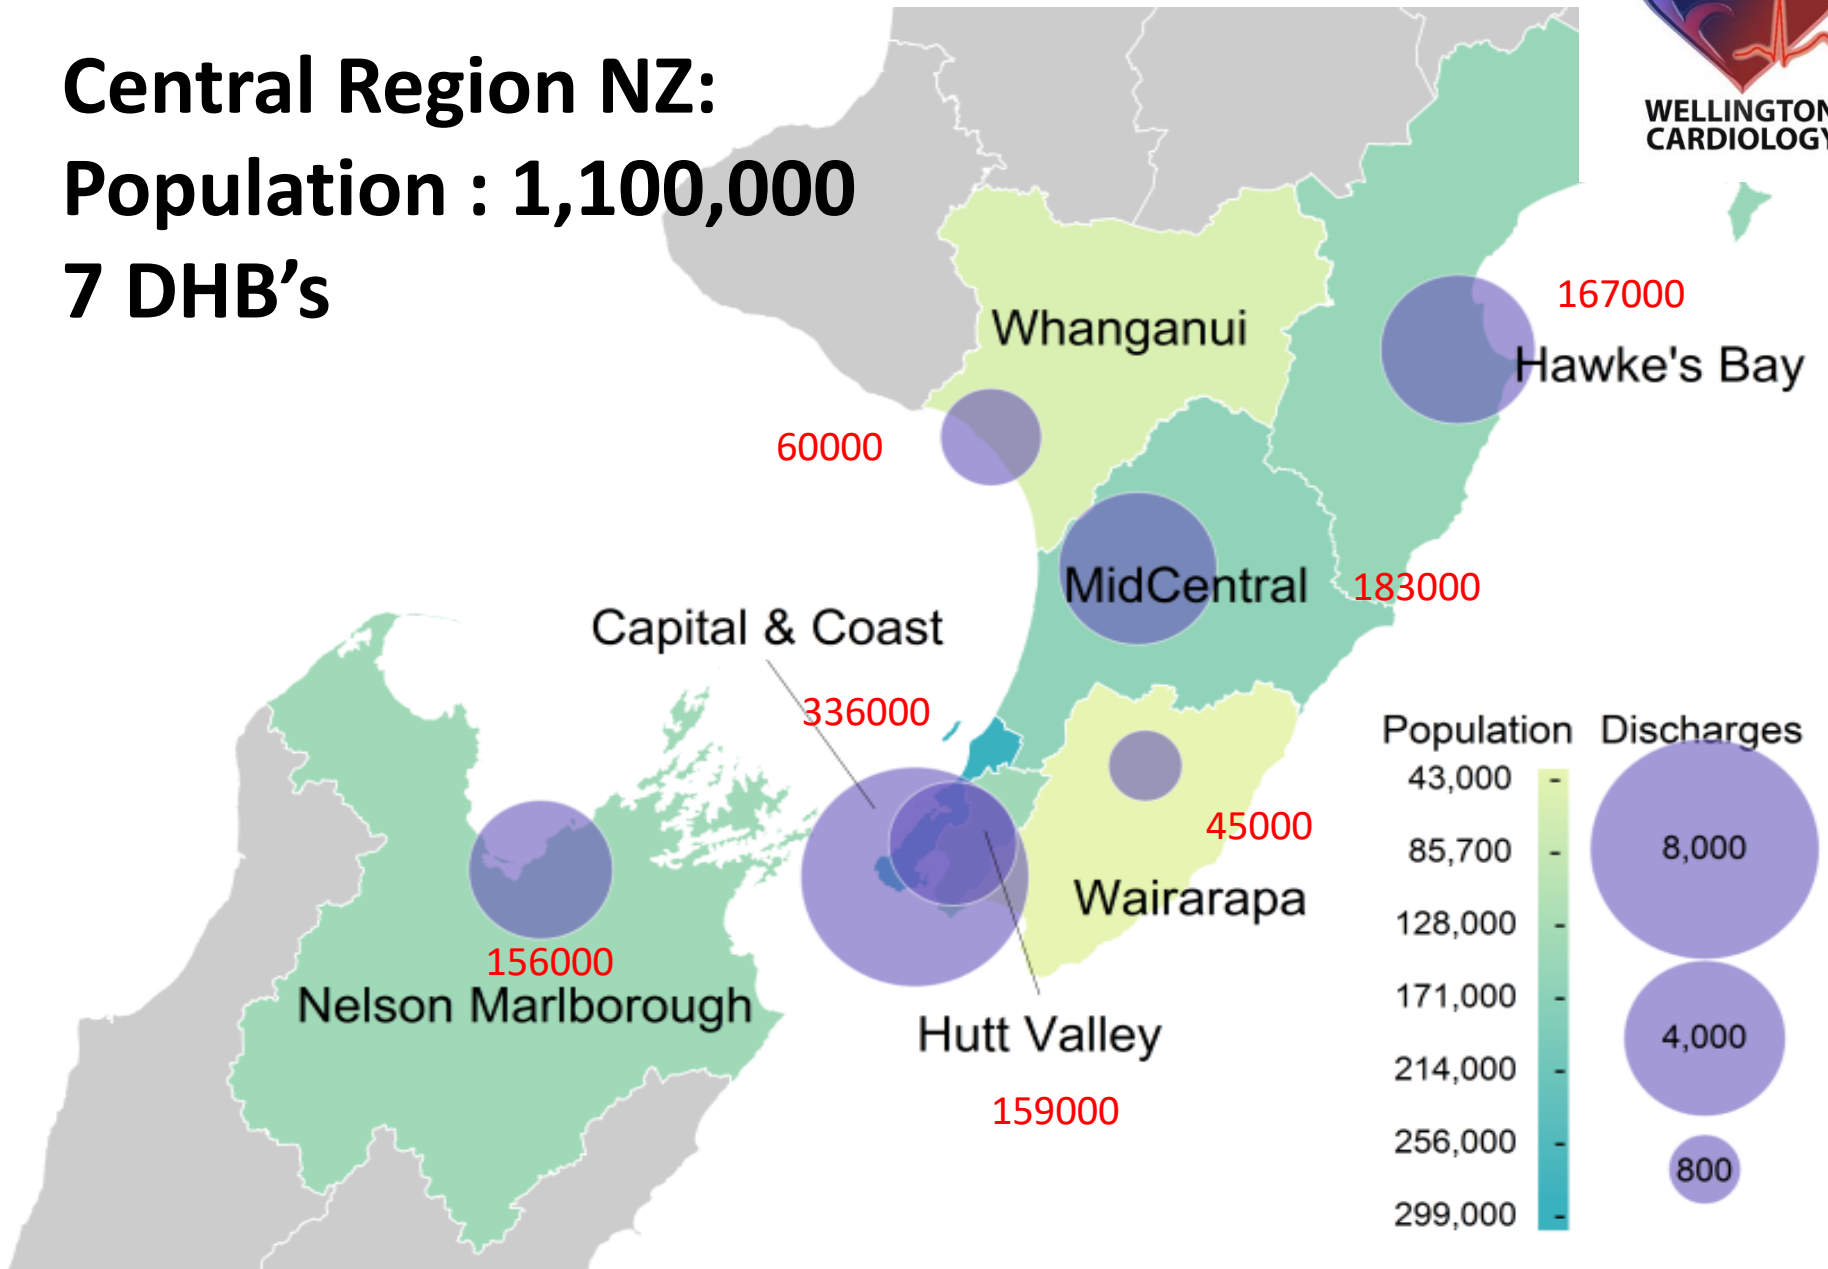 Central Region NZ:
Population : 1,100,000
7 DHB’s
WELLINGTON
CARDIOLOGY
Whanganui
167000
Hawke's Bay
60000
MidCentral
183000
Capital & Coast
336000
45000
Wairarapa
156000
Nelson Marlborough
Hutt Valley
159000
Population
43,000 -
85,700 -
128,000 -
171,000 -
214,000 -
256,000 -
299,000 -
Discharges
8,000
4,000
800